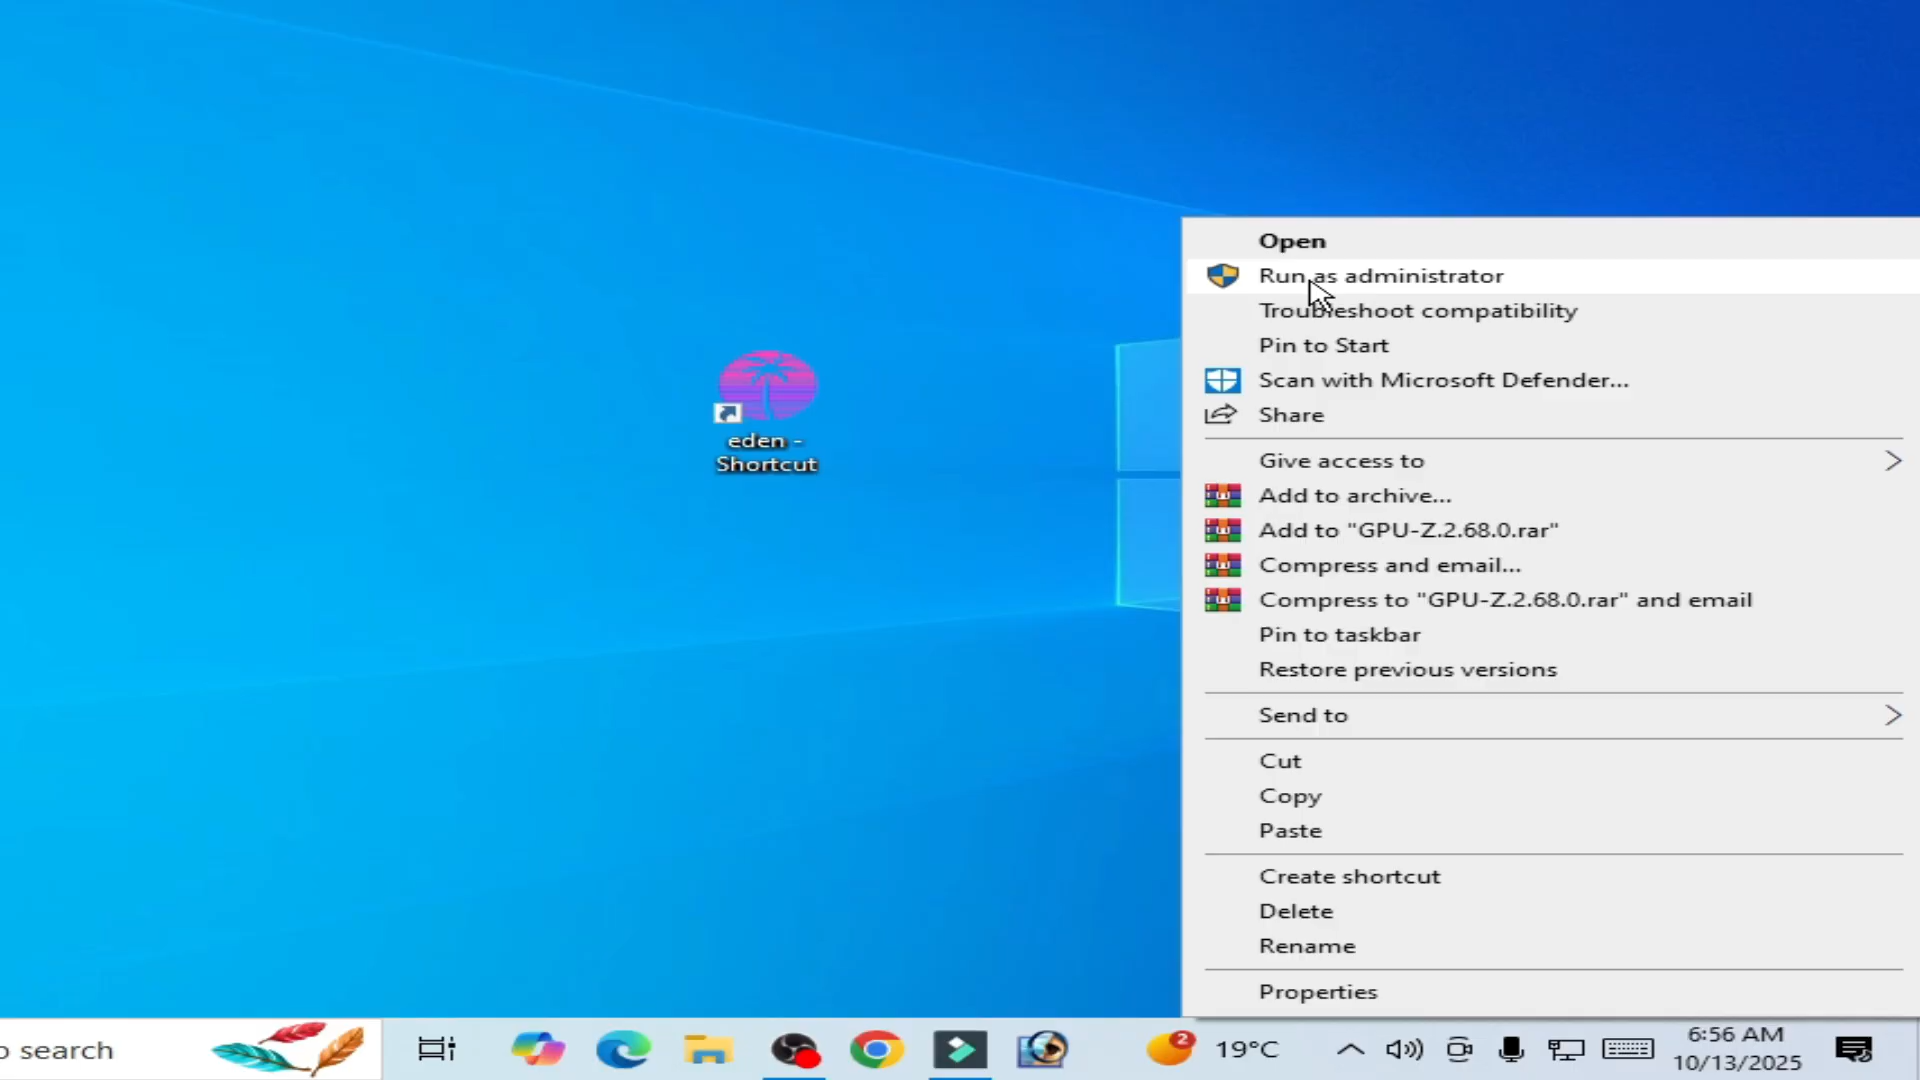 eden -
Shortcut
Open
Run as administrator
Troubleshoot compatibility
Pin to Start
Scan with Microsoft Defender...
Share
Give access to
Add to archive...
Add to "GPU-Z.2.68.0.rar"
Compress and email...
Compress to "GPU-Z.2.68.0.rar" and email
Pin to taskbar
Restore previous versions
Send to
Cut
Copy
Paste
Create shortcut
Delete
Rename
Properties
o search
2
19°C
6:56 AM
10/13/2025